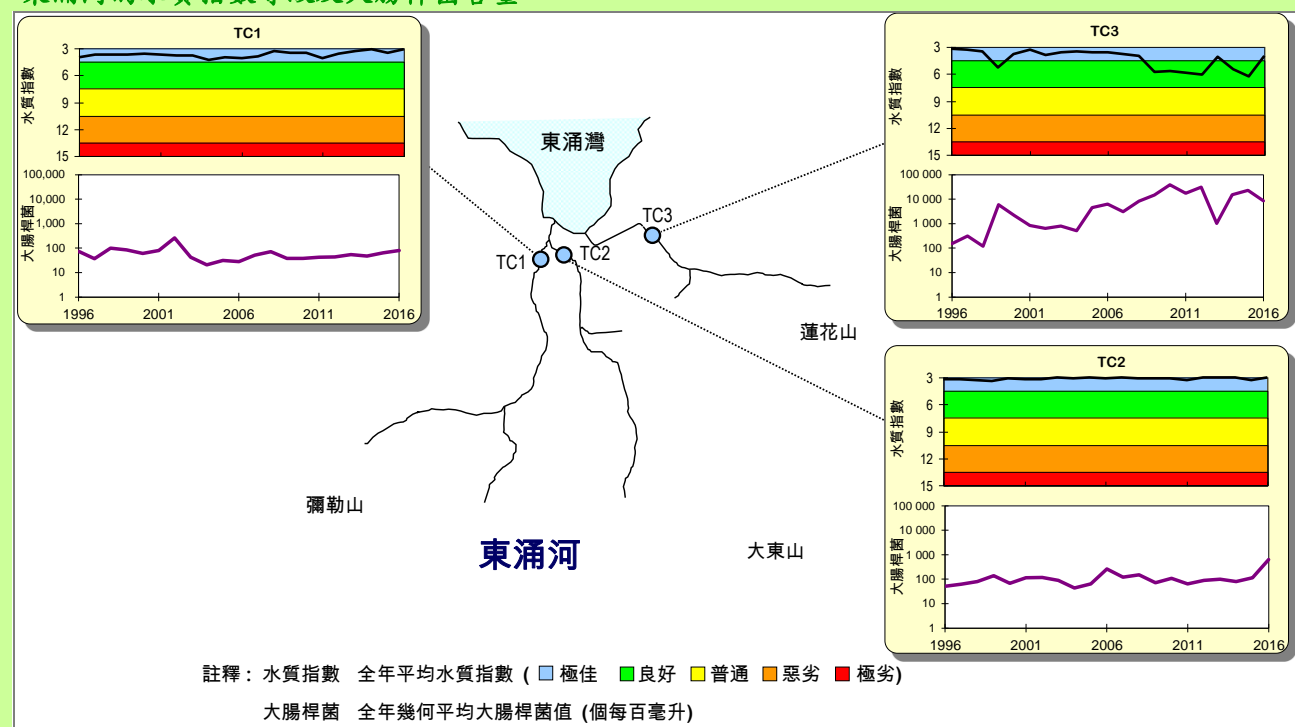 TC1
3
6
9
12
15
水質指數
100,000
10,000
1,000
100
10
1
大腸桿菌
1996 2001 2006 2011 2016
TC3
3
6
9
12
15
水質指數
100 000
10 000
1 000
100
10
1
大腸桿菌
1996 2001 2006 2011 2016
東涌灣
TC3
TC1
TC2
蓮花山
TC2
3
6
9
12
15
水質指數
100 000
10 000
1 000
100
10
1
大腸桿菌
1996 2001 2006 2011 2016
彌勒山
東涌河
大東山
註釋 : 水質指數 全年平均水質指數 ( 極佳 良好 普通 惡劣 極劣)
大腸桿菌 全年幾何平均大腸桿菌值 (個每百毫升)